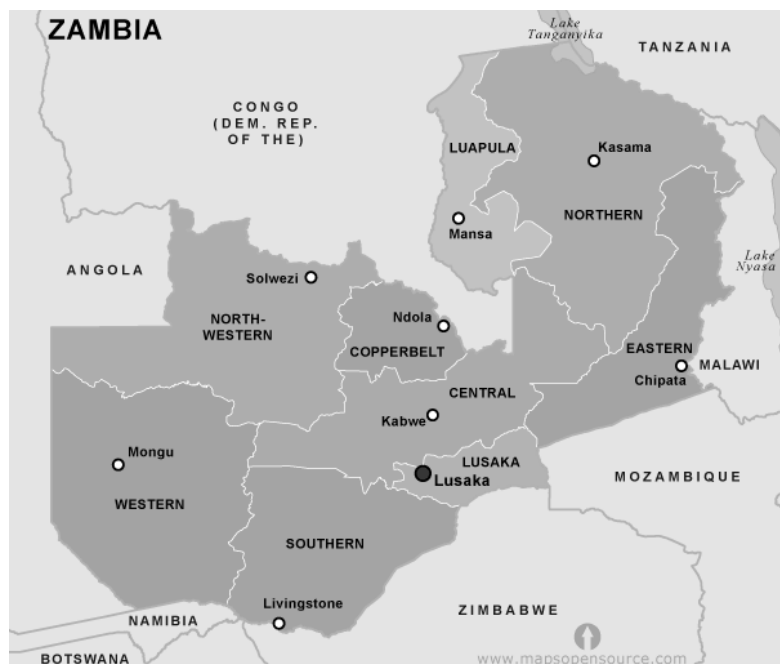 ZAMBIA
Lake
Tanganyika
TANZANIA
CONGO
(DEM. REP.
OF THE)
LUAPULA
Kasama
NORTHERN
Mansa
Lake
Nyasa
ANGOLA
Solwezi
NORTH-
WESTERN
Ndola
COPPERBELT
EASTERN
MALAWI
Chipata
CENTRAL
Kabwe
Mongu
LUSAKA
Lusaka
MOZAMBIQUE
WESTERN
SOUTHERN
Livingstone
ZIMBABWE
NAMIBIA
BOTSWANA
www.mapsopensource.com